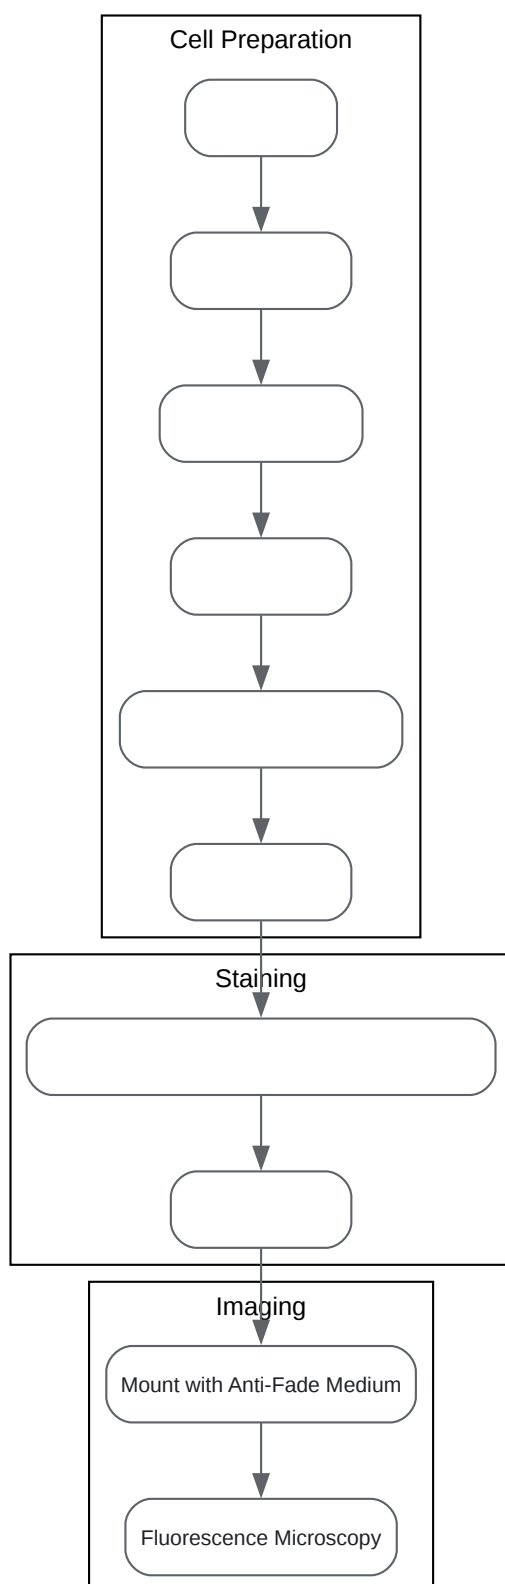 Cell Preparation
Staining
Imaging
Mount with Anti-Fade Medium
Fluorescence Microscopy